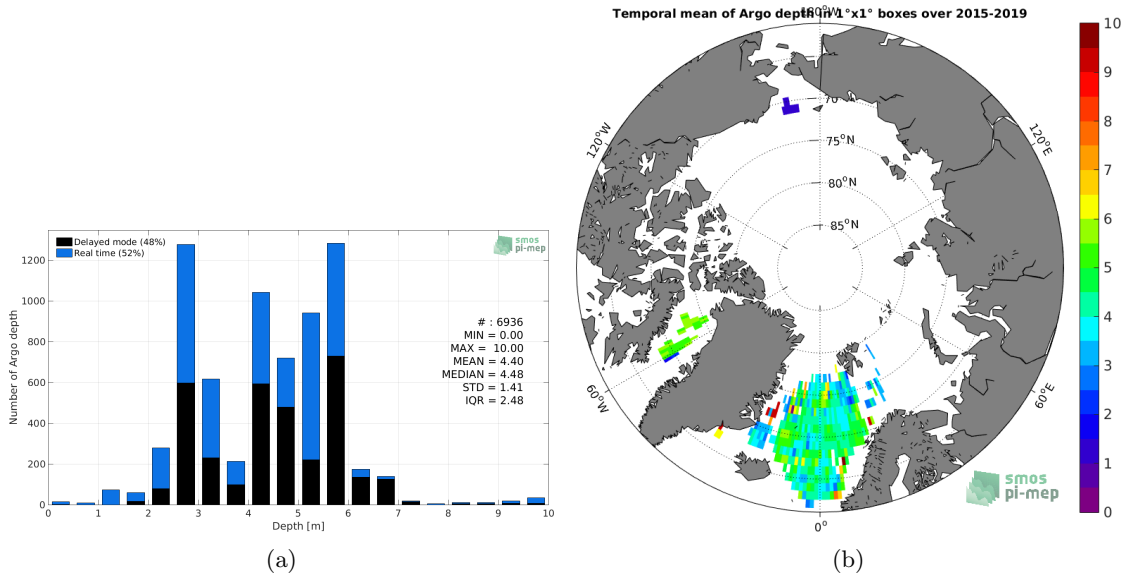 Delayed mode (48%)
Real time (52%)
smos
pi-mep
# : 6936
MIN = 0.00
MAX = 10.00
MEAN = 4.40
MEDIAN = 4.48
STD = 1.41
IQR = 2.48
Number of Argo depth
1200
1000
800
600
400
200
0
0 1 2 3 4 5 6 7 8 9 10
Depth [m]
(a)
Temporal mean of Argo depth in 1°x1° boxes over 2015-2019
180°W
70
75°N
80°N
85°N
120°W
120°E
60°W
60°E
0°
smos
pi-mep
10
9
8
7
6
5
4
3
2
1
0
(b)